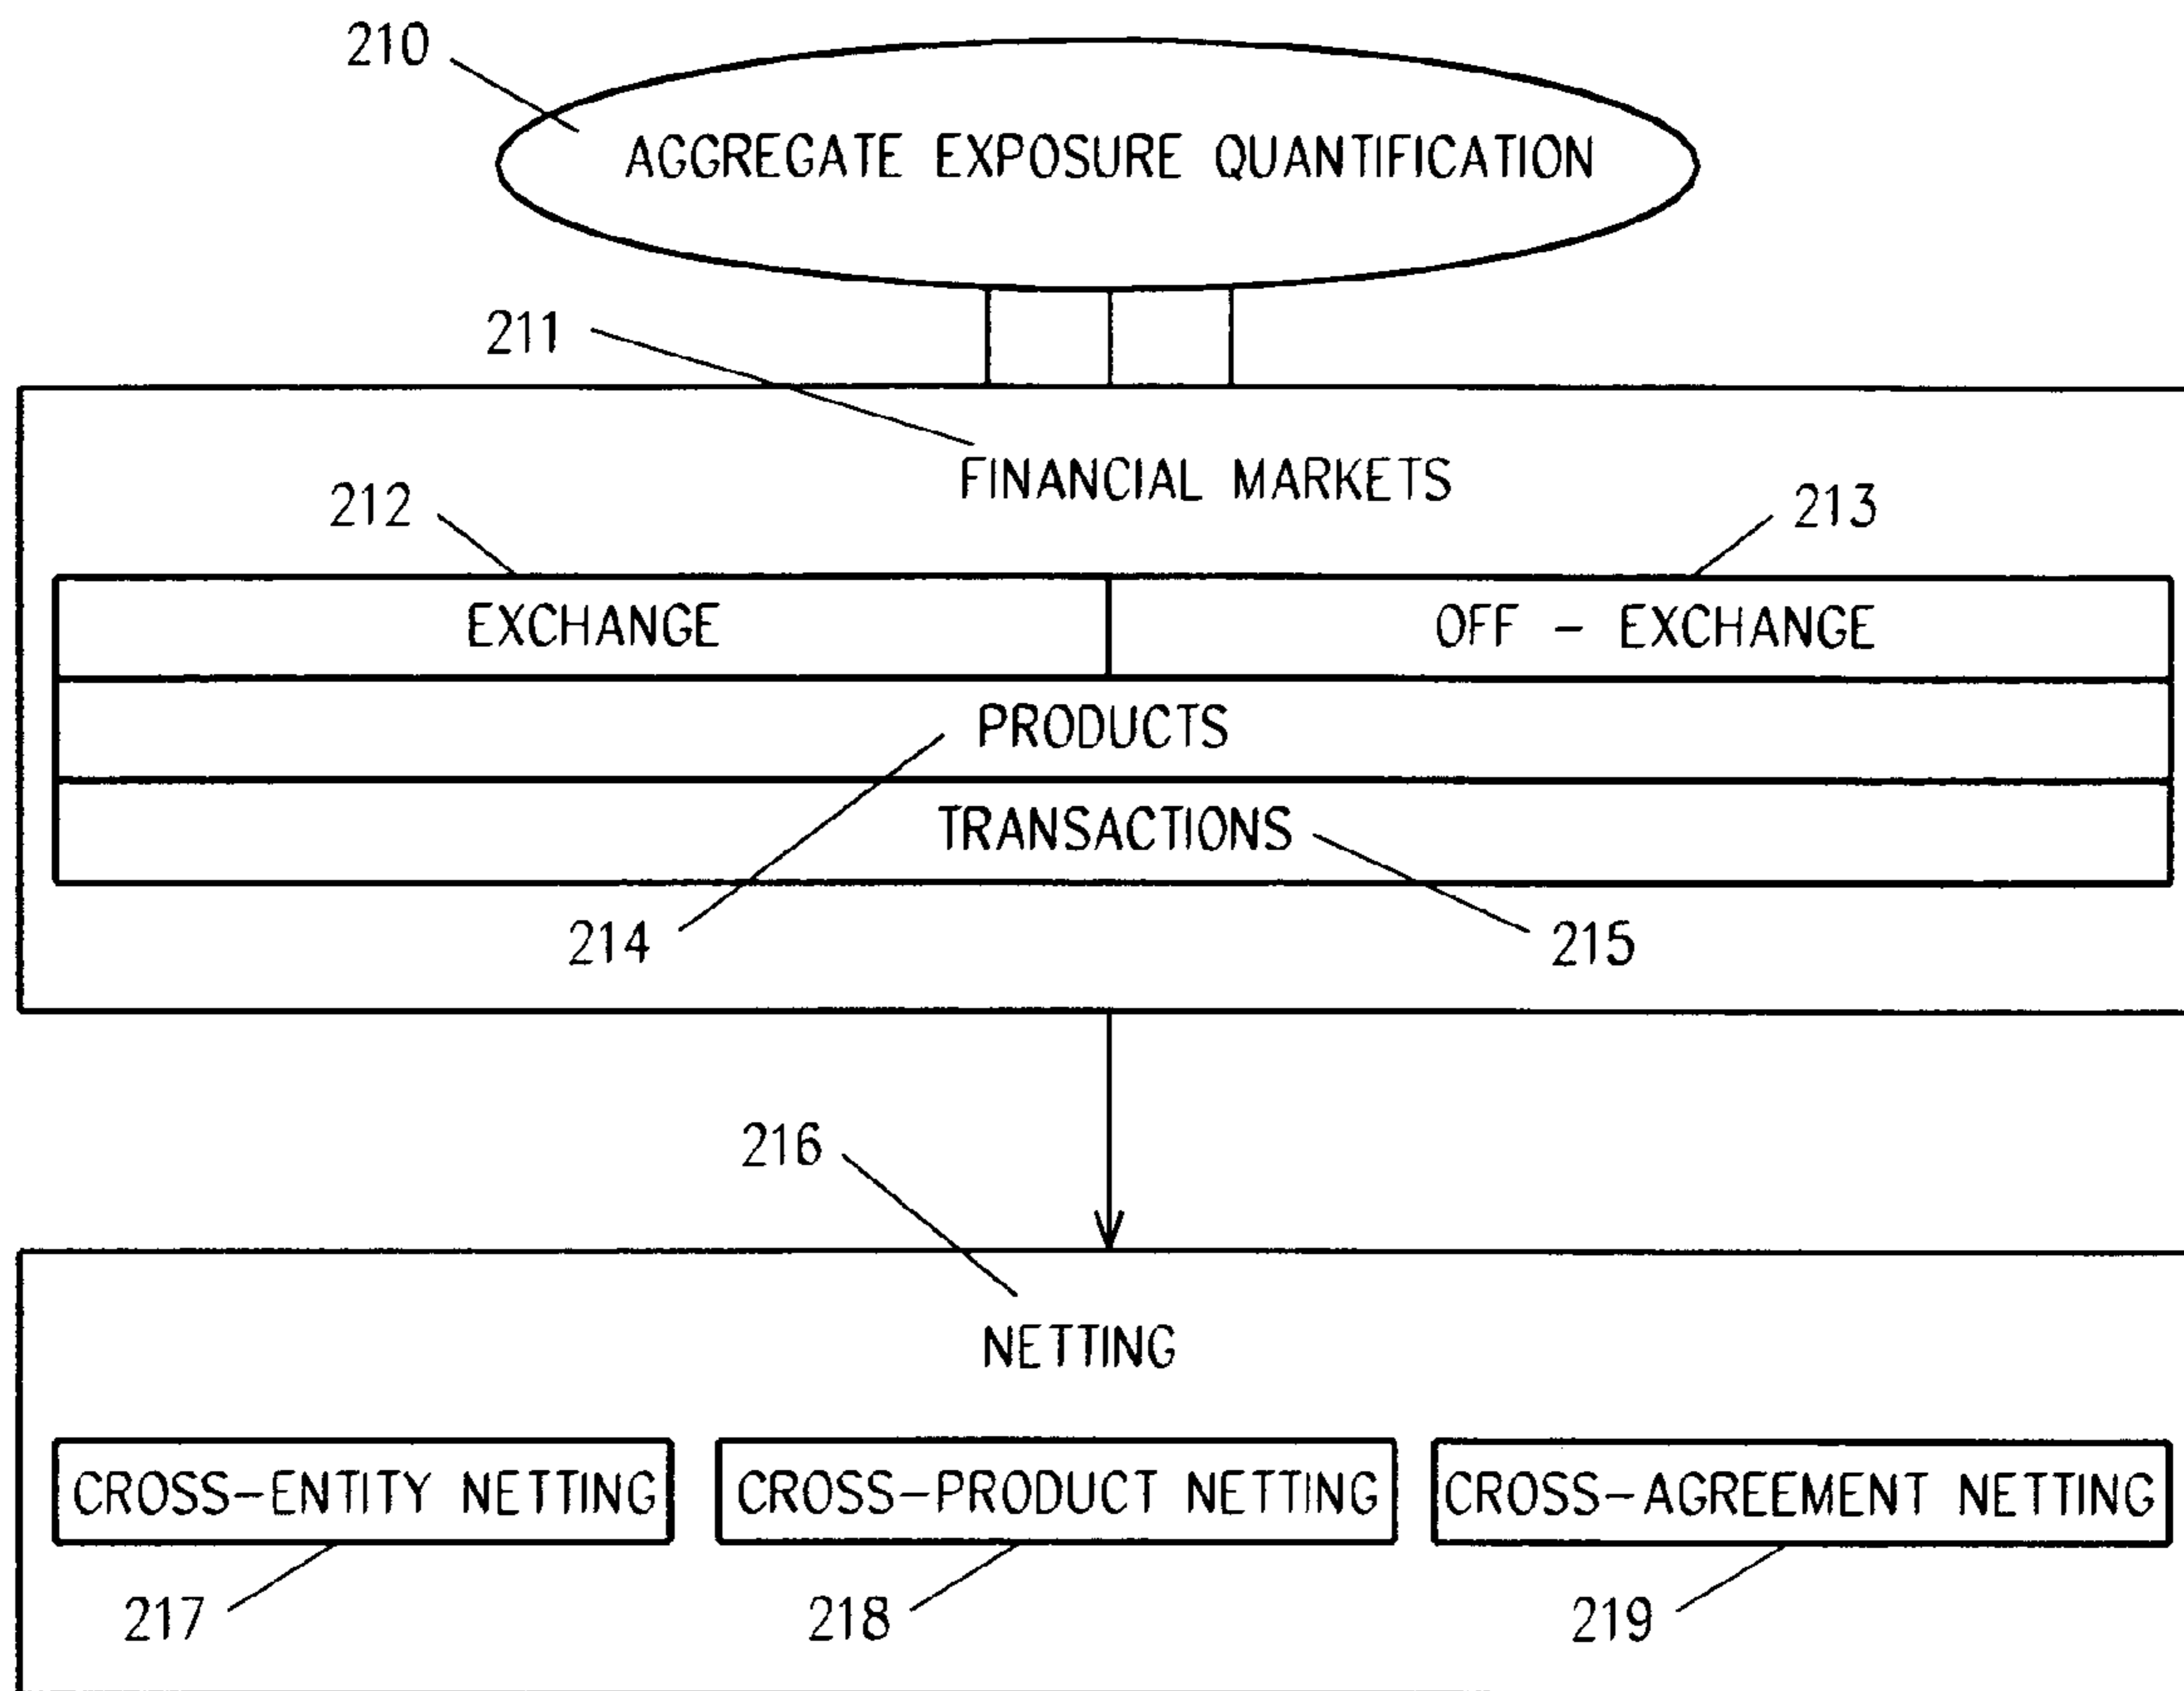 210
AGGREGATE EXPOSURE QUANTIFICATION
211
FINANCIAL MARKETS
212
213
EXCHANGE
OFF - EXCHANGE
PRODUCTS
TRANSACTIONS
214
215
216
NETTING
CROSS-ENTITY NETTING
CROSS-PRODUCT NETTING
CROSS-AGREEMENT NETTING
217
218
219